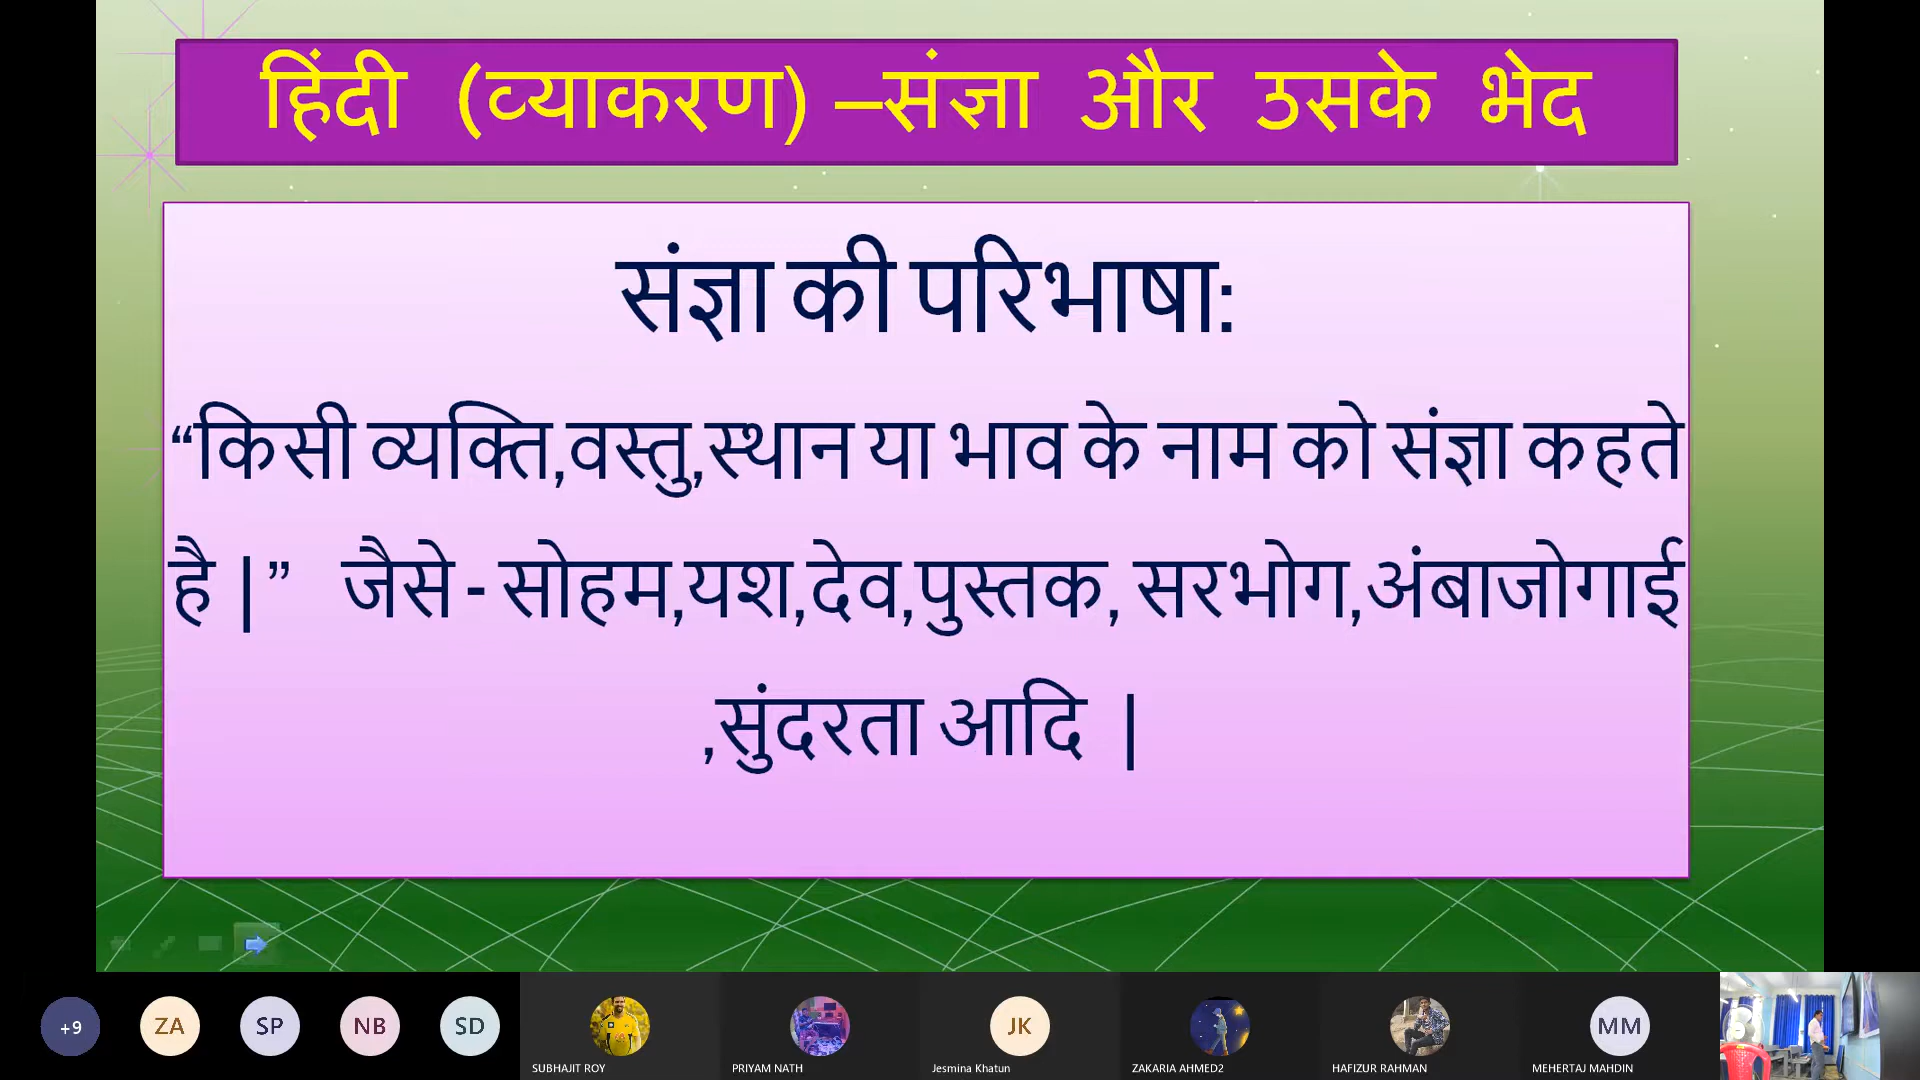 हिंदी (व्याकरण) –संज्ञा और उसके भेद
संज्ञा की परिभाषा:
“किसी व्यक्ति,वस्तु,स्थान या भाव के नाम को संज्ञा कहते
है |” जैसे - सोहम,यश,देव,पुस्तक, सरभोग,अंबाजोगाई
,सुंदरता आदि |
+9 ZA SP NB SD JK MM
SUBHAJIT ROY PRIYAM NATH Jesmina Khatun ZAKARIA AHMED2 HAFIZUR RAHMAN MEHERTAJ MAHDIN